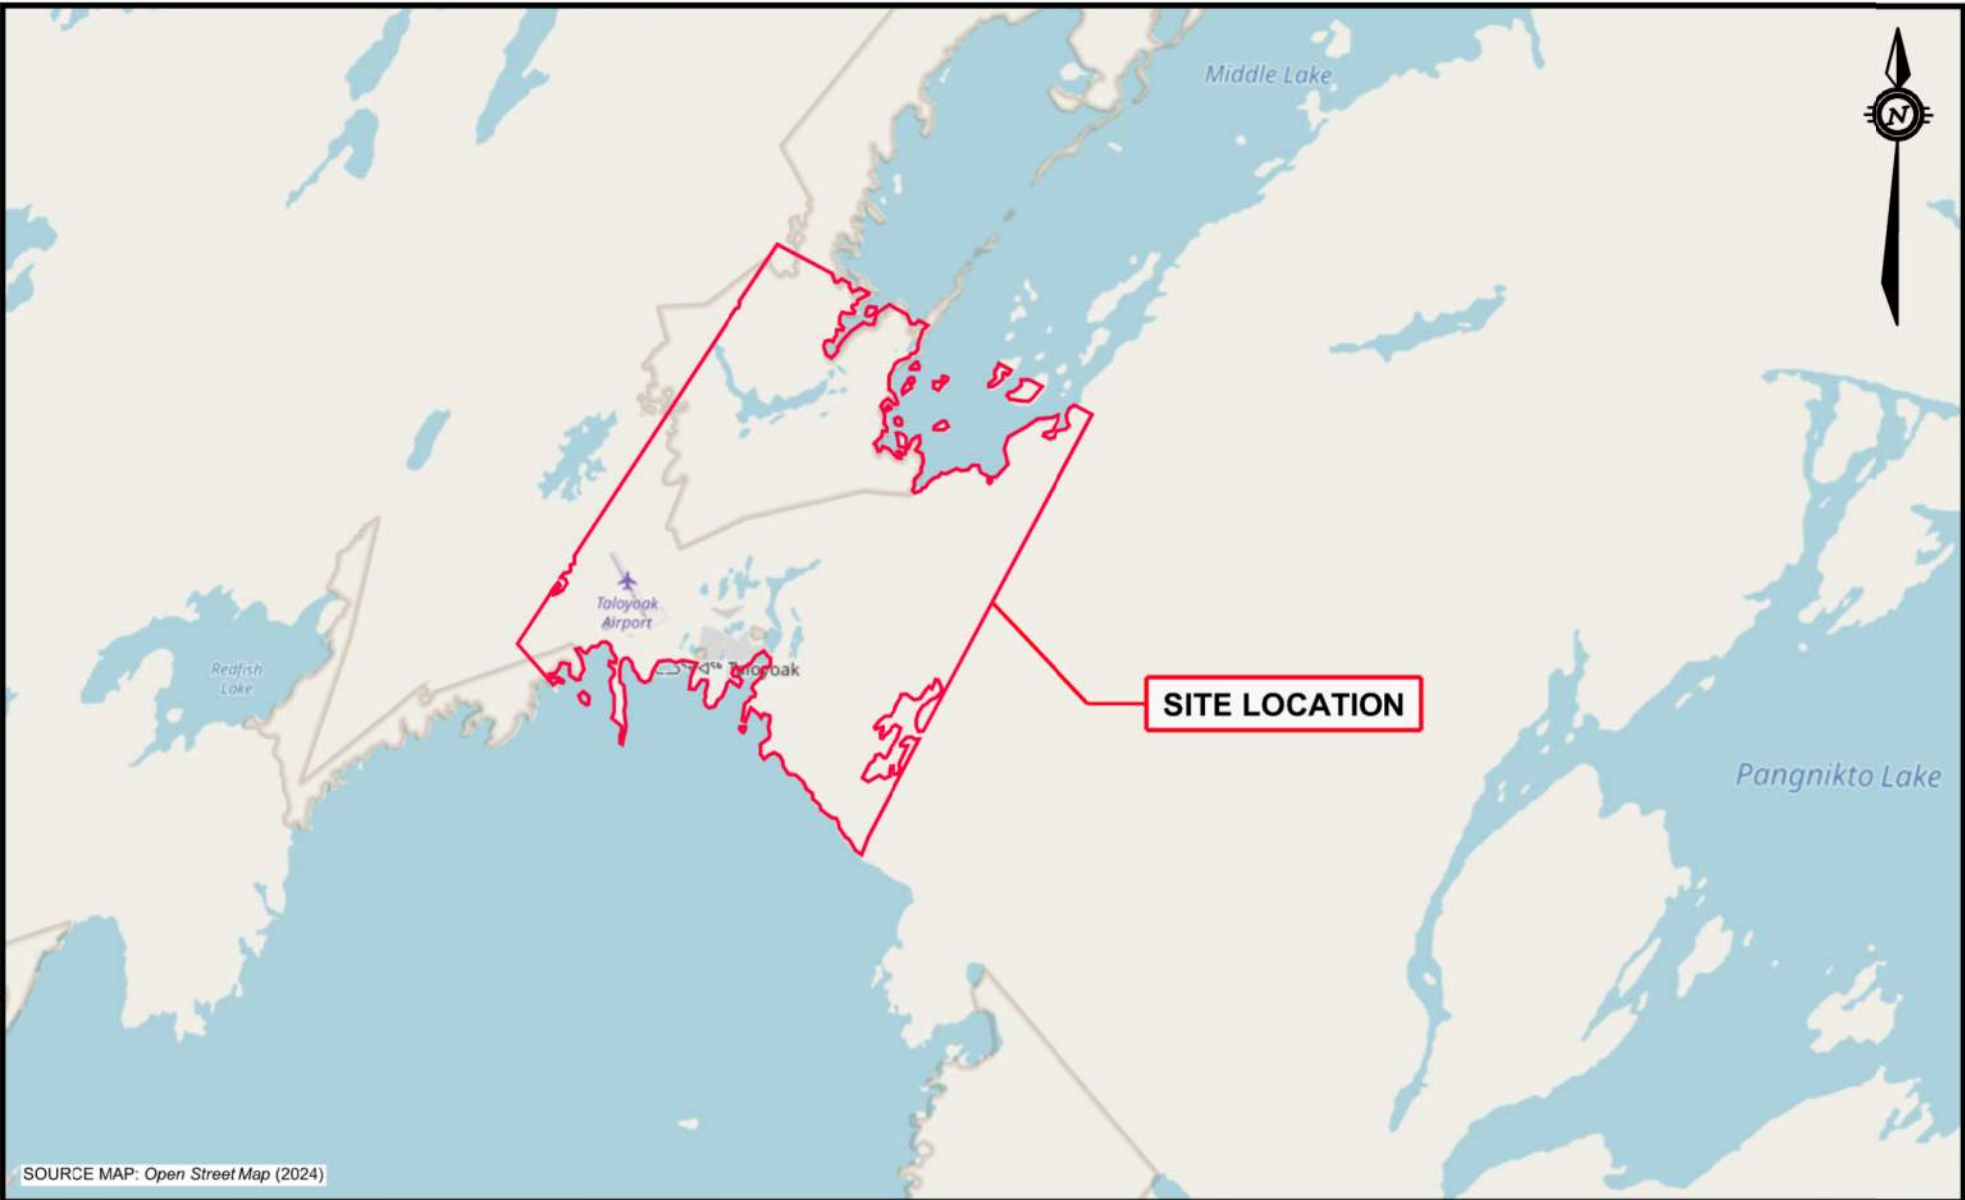 Middle Lake
N
Taloyoak
Airport
Taloyoak
Redfish
Lake
SITE LOCATION
Pangnikto Lake
SOURCE MAP: Open Street Map (2024)